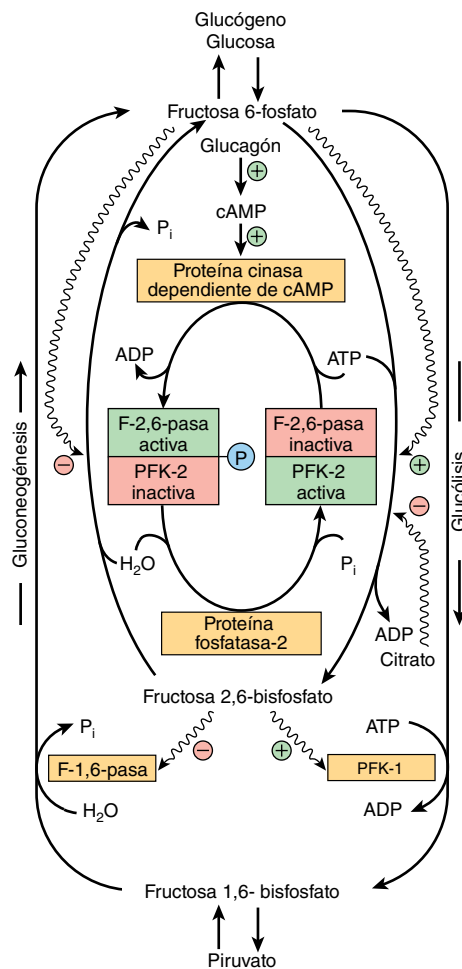 Glucógeno
Glucosa
Fructosa 6-fosfato
Glucagón
+
cAMP
+
Pi
Proteína cinasa
dependiente de cAMP
ADP
ATP
F-2,6-pasa
activa
PFK-2
inactiva
P
F-2,6-pasa
inactiva
PFK-2
activa
−
+
−
Gluconeogénesis
Glucólisis
H2O
Pi
Proteína
fosfatasa-2
ADP
Citrato
Fructosa 2,6-bisfosfato
Pi
−
+
ATP
F-1,6-pasa
PFK-1
H2O
ADP
Fructosa 1,6- bisfosfato
Piruvato